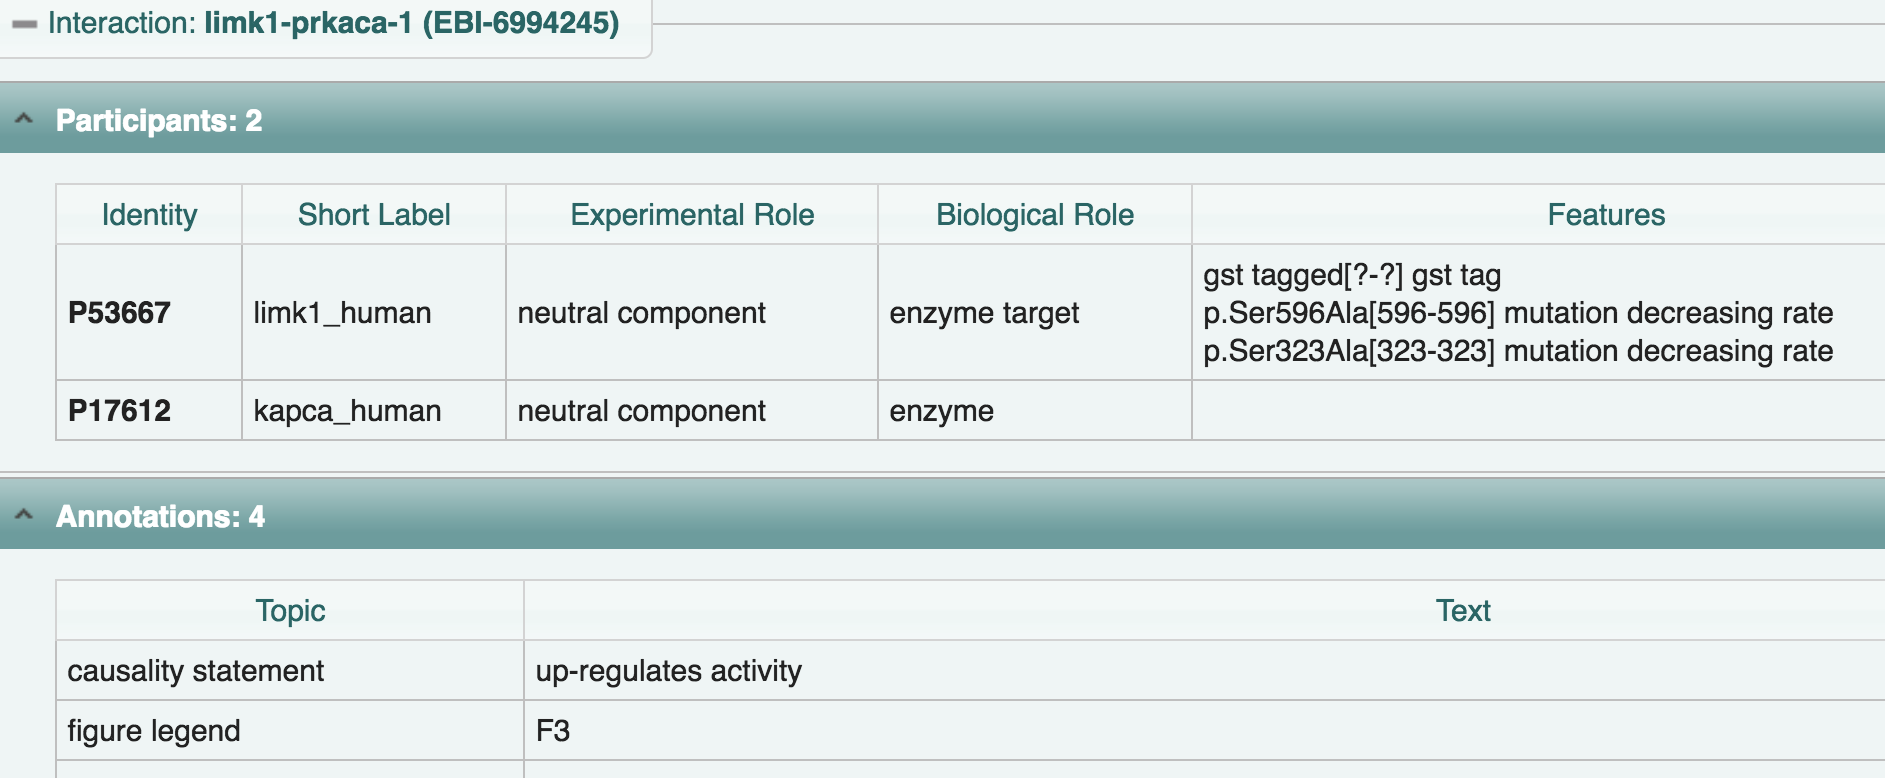 Interaction: limk1-prkaca-1 (EBI-6994245)
Participants: 2
Identity Short Label Experimental Role Biological Role Features
P53667 limk1_human neutral component enzyme target gst tagged[?-?] gst tag
p.Ser596Ala[596-596] mutation decreasing rate
p.Ser323Ala[323-323] mutation decreasing rate
P17612 kapca_human neutral component enzyme
Annotations: 4
Topic Text
causality statement up-regulates activity
figure legend F3